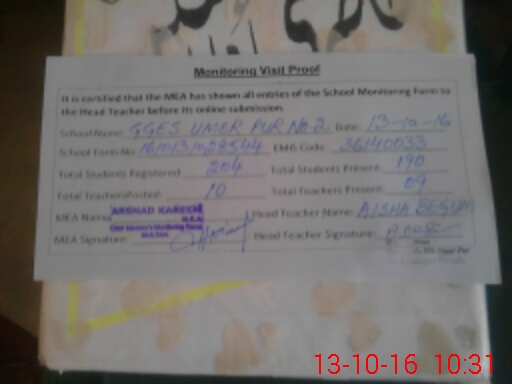 Monitoring Visit Proof
It is certified that the MEA has shown all entries of the School Monitoring Form to
the Head Teacher before its online submission.
School Name: GGES UMER PUR No.2 Date: 13-10-16
School Form No: EMIS Code: 36140033
Total Students Registered: 204 Total Students Present: 190
Total Teachers Posted: 10 Total Teachers Present: 09
MEA Name: ARSHAD KAREEM Head Teacher Name: AISHA BEGUM
M.E.A
MEA Signature: Head Teacher Signature:
13-10-16 10:31